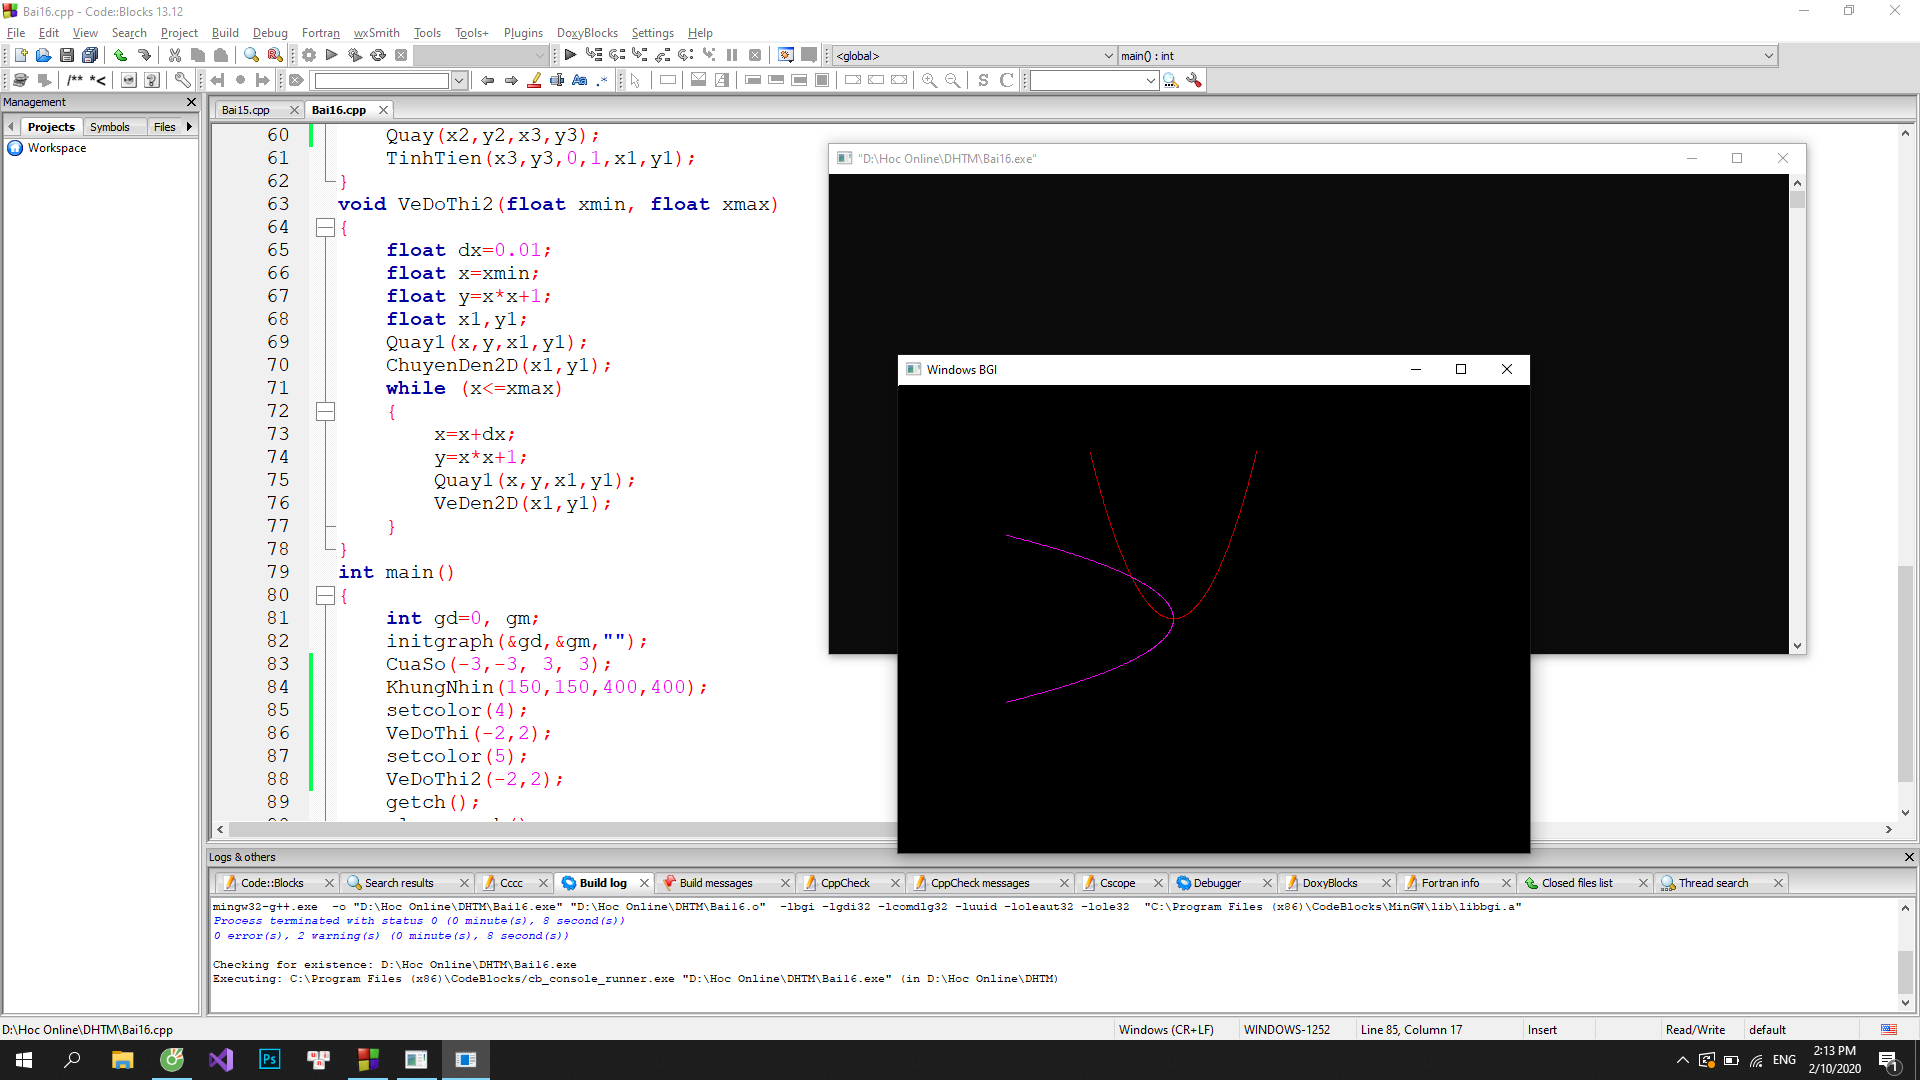 Bai16.cpp - Code::Blocks 13.12
File Edit View Search Project Build Debug Fortran wxSmith Tools Tools+ Plugins DoxyBlocks Settings Help
<global>
main() : int
/** *<
S C
Management
Projects Symbols Files
Workspace
Bai15.cpp Bai16.cpp
60 Quay(x2,y2,x3,y3);
61 TinhTien(x3,y3,0,1,x1,y1);
62 }
63 void VeDoThi2(float xmin, float xmax)
64 {
65 float dx=0.01;
66 float x=xmin;
67 float y=x*x+1;
68 float x1,y1;
69 Quay1(x,y,x1,y1);
70 ChuyenDen2D(x1,y1);
71 while (x<=xmax)
72 {
73 x=x+dx;
74 y=x*x+1;
75 Quay1(x,y,x1,y1);
76 VeDen2D(x1,y1);
77 }
78 }
79 int main()
80 {
81 int gd=0, gm;
82 initgraph(&gd,&gm,"");
83 CuaSo(-3,-3, 3, 3);
84 KhungNhin(150,150,400,400);
85 setcolor(4);
86 VeDoThi(-2,2);
87 setcolor(5);
88 VeDoThi2(-2,2);
89 getch();
"D:\Hoc Online\DHTM\Bai16.exe"
Windows BGI
Logs & others
Code::Blocks Search results Cccc Build log Build messages CppCheck CppCheck messages Cscope Debugger DoxyBlocks Fortran info Closed files list Thread search
mingw32-g++.exe -o "D:\Hoc Online\DHTM\Bai16.exe" "D:\Hoc Online\DHTM\Bai16.o" -lbgi -lgdi32 -lcomdlg32 -luuid -loleaut32 -lole32 "C:\Program Files (x86)\CodeBlocks\MinGW\lib\libbgi.a"
Process terminated with status 0 (0 minute(s), 8 second(s))
0 error(s), 2 warning(s) (0 minute(s), 8 second(s))
Checking for existence: D:\Hoc Online\DHTM\Bai16.exe
Executing: C:\Program Files (x86)\CodeBlocks/cb_console_runner.exe "D:\Hoc Online\DHTM\Bai16.exe" (in D:\Hoc Online\DHTM)
D:\Hoc Online\DHTM\Bai16.cpp Windows (CR+LF) WINDOWS-1252 Line 85, Column 17 Insert Read/Write default
Ps
ENG
2:13 PM
2/10/2020
1